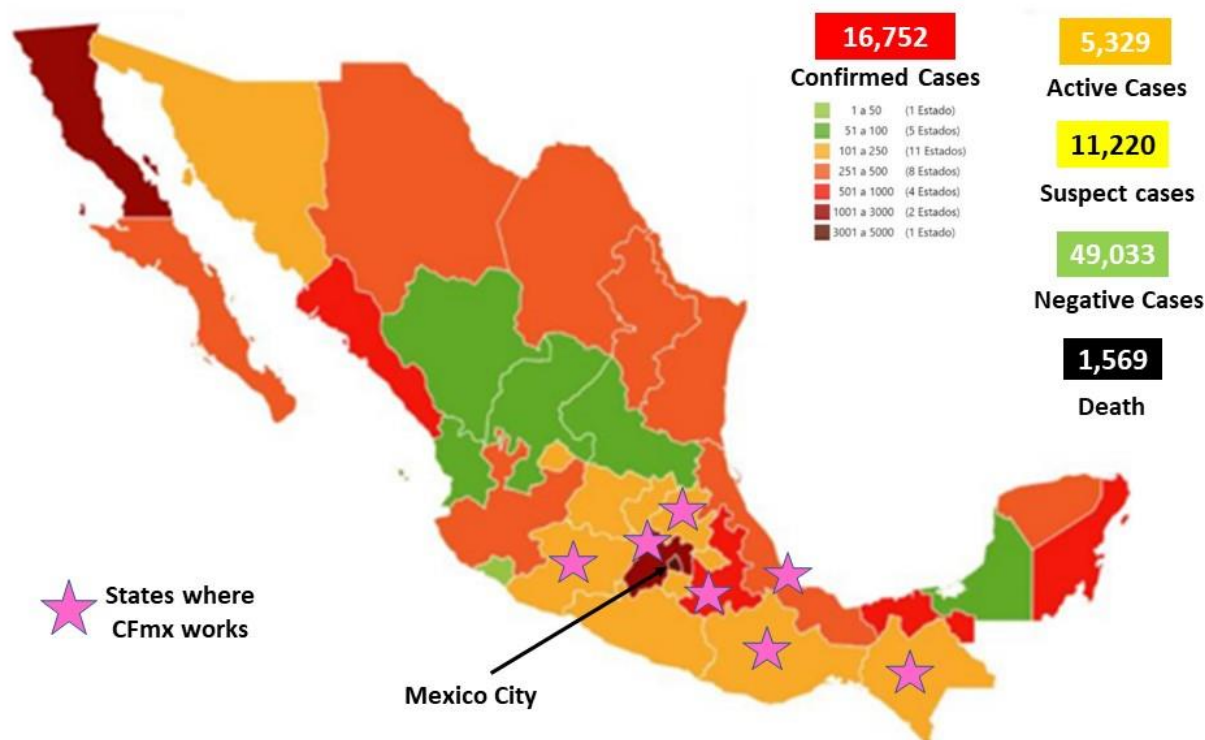 16,752
Confirmed Cases
1 a 50 (1 Estado)
51 a 100 (5 Estados)
101 a 250 (11 Estados)
251 a 500 (8 Estados)
501 a 1000 (4 Estados)
1001 a 3000 (2 Estados)
3001 a 5000 (1 Estado)
5,329
Active Cases
11,220
Suspect cases
49,033
Negative Cases
1,569
Death
States where
CFmx works
Mexico City